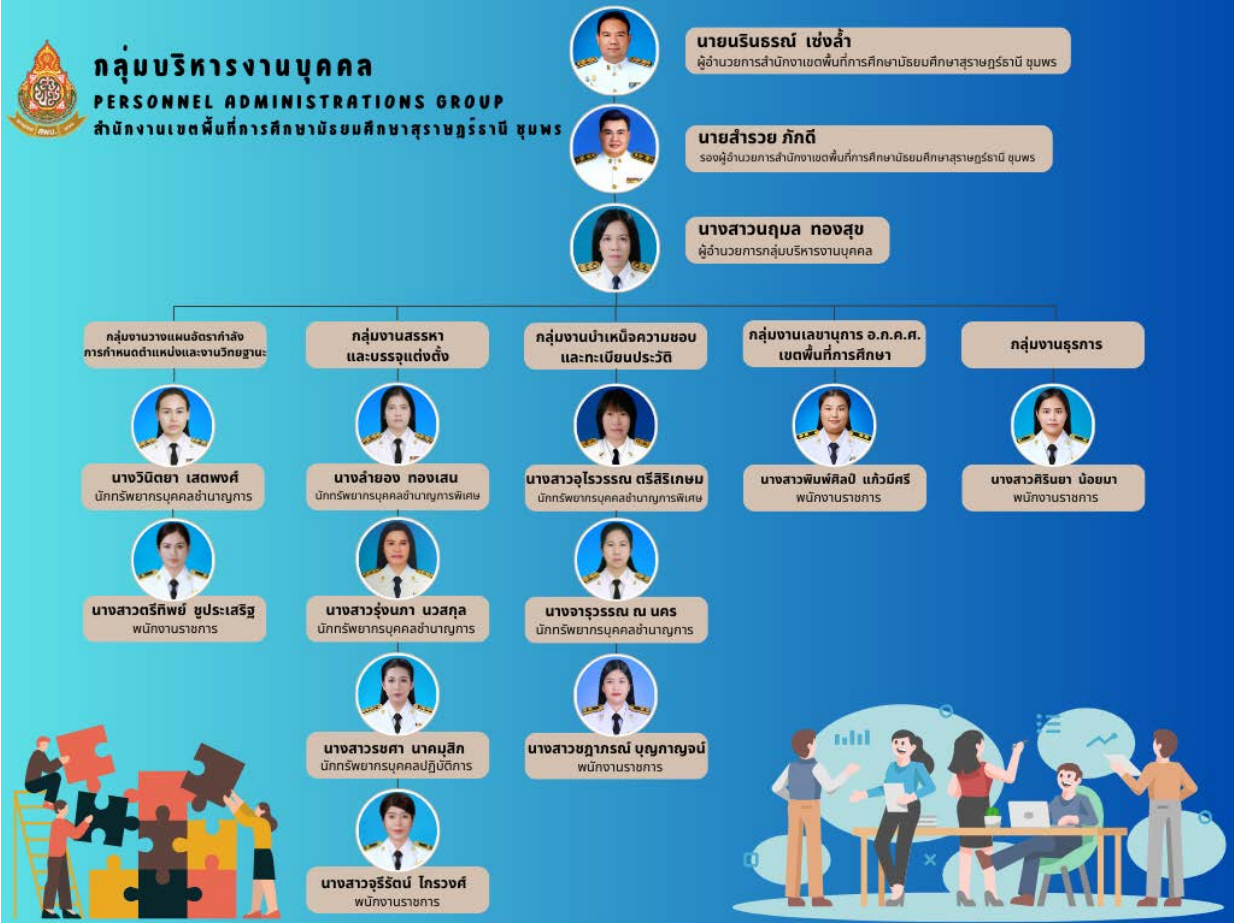 กลุ่มบริหารงานบุคคล
PERSONNEL ADMINISTRATIONS GROUP
สำนักงานเขตพื้นที่การศึกษามัธยมศึกษาสุราษฎร์ธานี ชุมพร
สพม.
นายนรินธรณ์ เซ่งล้ำ
ผู้อำนวยการสำนักงาเขตพื้นที่การศึกษามัธยมศึกษาสุราษฎร์ธานี ชุมพร
นายสำรวย ภักดี
รองผู้อำนวยการสำนักงาเขตพื้นที่การศึกษามัธยมศึกษาสุราษฎร์ธานี ชุมพร
นางสาวนฤมล ทองสุข
ผู้อำนวยการกลุ่มบริหารงานบุคคล
กลุ่มงานวางแผนอัตรากำลัง
การกำหนดตำแหน่งและงานวิทยฐานะ
นางวินิตยา เสตพงศ์
นักทรัพยากรบุคคลชำนาญการ
นางสาวตรีทิพย์ ชูประเสริฐ
พนักงานราชการ
กลุ่มงานสรรหา
และบรรจุแต่งตั้ง
นางลำยอง ทองเสน
นักทรัพยากรบุคคลชำนาญการพิเศษ
นางสาวรุ่งนภา นวสกุล
นักทรัพยากรบุคคลชำนาญการ
นางสาวรชศา นาคมุสิก
นักทรัพยากรบุคคลปฏิบัติการ
นางสาวจุรีรัตน์ ไกรวงศ์
พนักงานราชการ
กลุ่มงานบำเหน็จความชอบ
และทะเบียนประวัติ
นางสาวอุไรวรรณ ตรีสิริเกษม
นักทรัพยากรบุคคลชำนาญการพิเศษ
นางจารุวรรณ ณ นคร
นักทรัพยากรบุคคลชำนาญการ
นางสาวชฎาภรณ์ บุญกาญจน์
พนักงานราชการ
กลุ่มงานเลขานุการ อ.ก.ค.ศ.
เขตพื้นที่การศึกษา
นางสาวพิมพ์ศิลป์ แก้วมีศรี
พนักงานราชการ
กลุ่มงานธุรการ
นางสาวศิรินยา น้อยมา
พนักงานราชการ